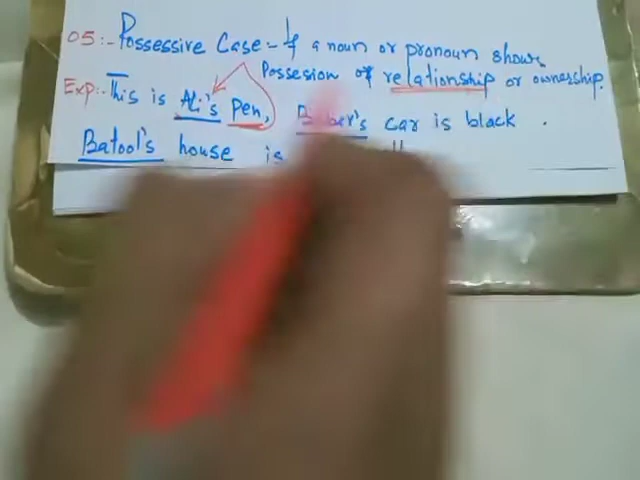 05:- Possessive Case:- If a noun or pronoun shows
Possesion of relationship or ownership.
Exp:- This is Ali's Pen, car is black .
Batool's house is